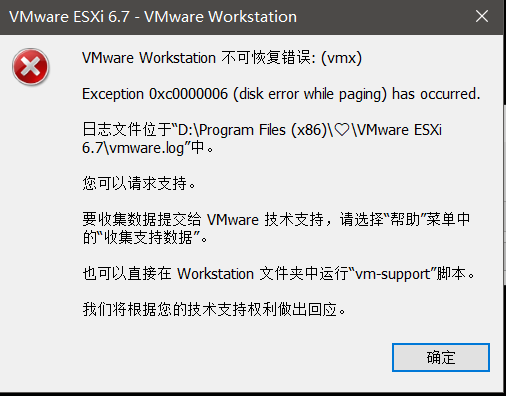 VMware ESXi 6.7 - VMware Workstation
VMware Workstation 不可恢复错误: (vmx)
Exception 0xc0000006 (disk error while paging) has occurred.
日志文件位于“D:\Program Files (x86)\♡\VMware ESXi
6.7\vmware.log”中。
您可以请求支持。
要收集数据提交给 VMware 技术支持，请选择“帮助”菜单中
的“收集支持数据”。
也可以直接在 Workstation 文件夹中运行“vm-support”脚本。
我们将根据您的技术支持权利做出回应。
确定